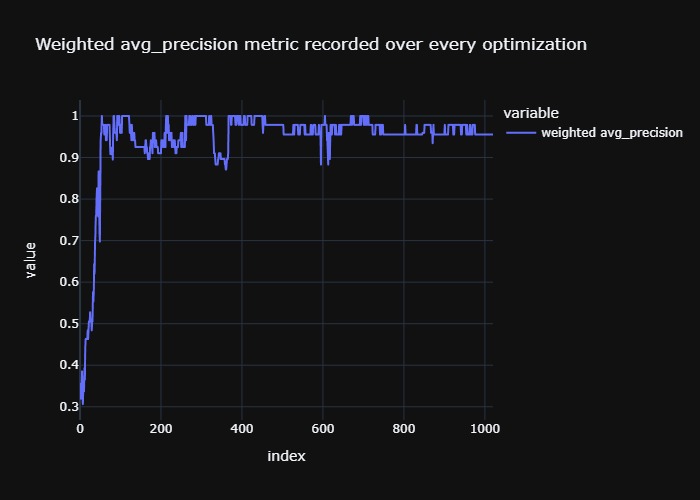 Weighted avg_precision metric recorded over every optimization
variable
weighted avg_precision
value
1
0.9
0.8
0.7
0.6
0.5
0.4
0.3
0 200 400 600 800 1000
index